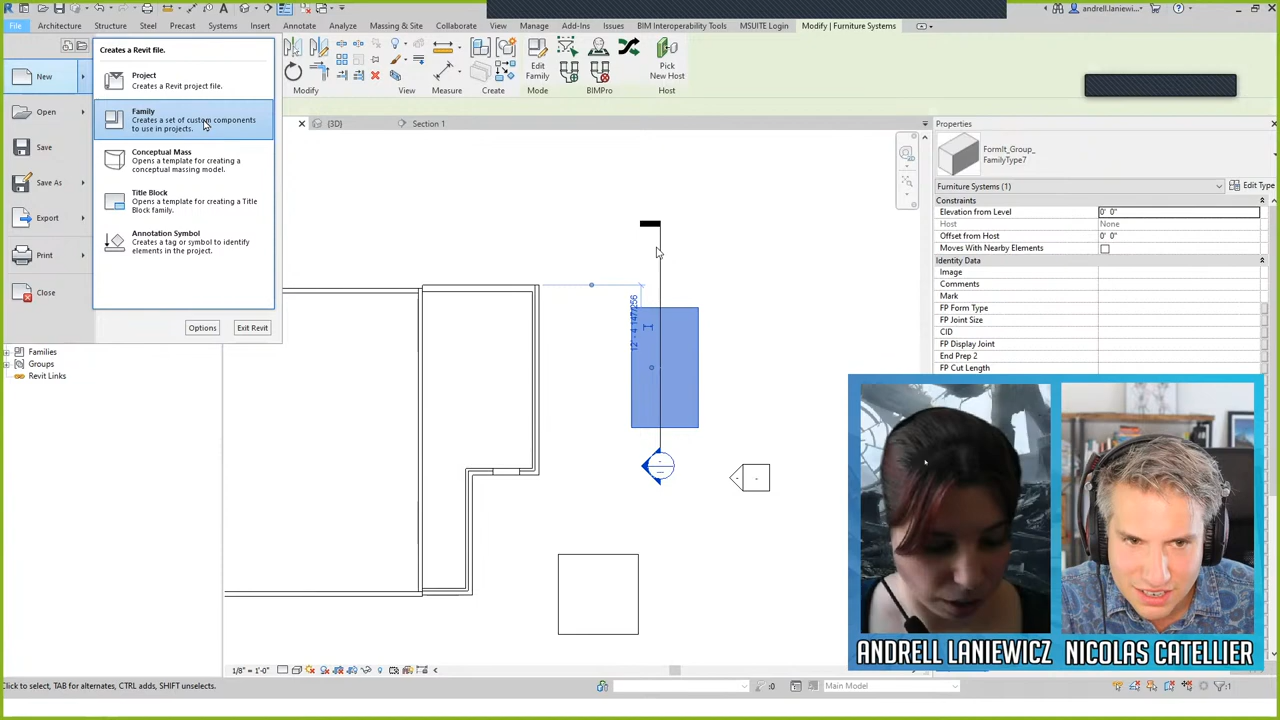 andrell.laniewi...
File Architecture Structure Steel Precast Systems Insert Annotate Analyze Massing & Site Collaborate View Manage Add-Ins Issues BIM Interoperability Tools MSUITE Login Modify | Furniture Systems
Creates a Revit file.
New
Project
Creates a Revit project file.
Family
Creates a set of custom components
to use in projects.
Conceptual Mass
Opens a template for creating a
conceptual massing model.
Title Block
Opens a template for creating a Title
Block family.
Annotation Symbol
Creates a tag or symbol to identify
elements in the project.
Open
Save
Save As
Export
Print
Close
Options
Exit Revit
Modify
View
Measure
Create
Edit
Family
Mode
BIMPro
Pick
New Host
Host
{3D}
Section 1
Families
Groups
Revit Links
12' - 4 147/256
Properties
FormIt_Group_
FamilyType7
Furniture Systems (1)
Edit Type
Constraints
Elevation from Level 0' 0"
Host None
Offset from Host 0' 0"
Moves With Nearby Elements
Identity Data
Image
Comments
Mark
FP Form Type
FP Joint Size
CID
FP Display Joint
End Prep 2
FP Cut Length
ANDRELL LANIEWICZ
NICOLAS CATELLIER
1/8" = 1'-0"
Click to select, TAB for alternates, CTRL adds, SHIFT unselects.
:0
Main Model
:1